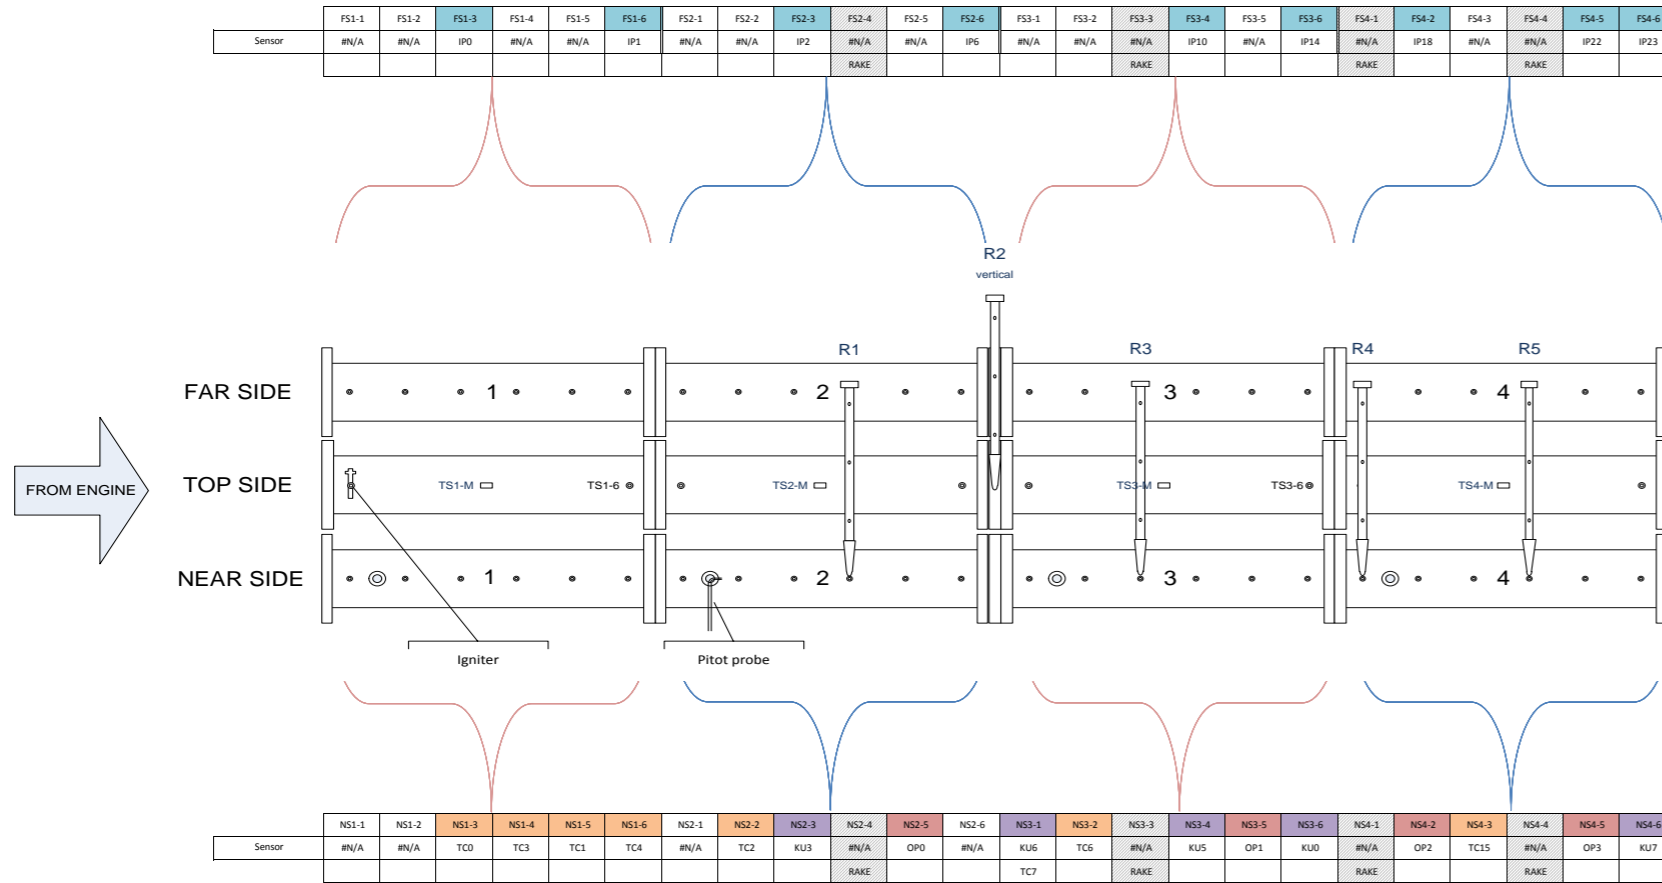 FS1-1 FS1-2 FS1-3 FS1-4 FS1-5 FS1-6 FS2-1 FS2-2 FS2-3 FS2-4 FS2-5 FS2-6 FS3-1 FS3-2 FS3-3 FS3-4 FS3-5 FS3-6 FS4-1 FS4-2 FS4-3 FS4-4 FS4-5 FS4-6
Sensor #N/A #N/A IP0 #N/A #N/A IP1 #N/A #N/A IP2 #N/A #N/A IP6 #N/A #N/A #N/A IP10 #N/A IP14 #N/A IP18 #N/A #N/A IP22 IP23
RAKE RAKE RAKE RAKE
R2
vertical
R1 R3 R4 R5
FAR SIDE 1 2 3 4
FROM ENGINE
TOP SIDE TS1-M TS1-6 TS2-M TS3-M TS3-6 TS4-M
NEAR SIDE 1 2 3 4
Igniter Pitot probe
NS1-1 NS1-2 NS1-3 NS1-4 NS1-5 NS1-6 NS2-1 NS2-2 NS2-3 NS2-4 NS2-5 NS2-6 NS3-1 NS3-2 NS3-3 NS3-4 NS3-5 NS3-6 NS4-1 NS4-2 NS4-3 NS4-4 NS4-5 NS4-6
Sensor #N/A #N/A TC0 TC3 TC1 TC4 #N/A TC2 KU3 #N/A OP0 #N/A KU6 TC6 #N/A KU5 OP1 KU0 #N/A OP2 TC15 #N/A OP3 KU7
RAKE TC7 RAKE RAKE RAKE